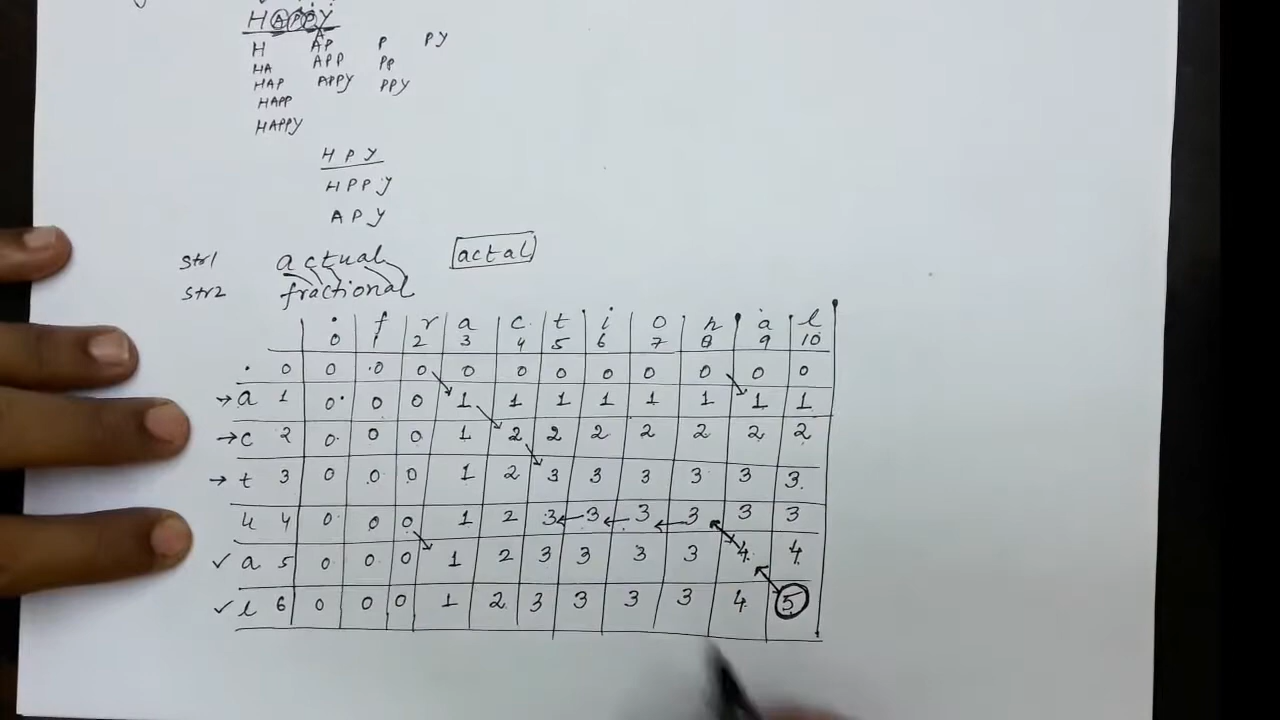 HAPPY
H AP P PY
HA APP PP
HAP APPY PPY
HAPP
HAPPY
HPY
HPPY
APY
str1 actual actal
str2 fractional
. f r a c t i o n a l
0 1 2 3 4 5 6 7 8 9 10
. 0 0 0 0 0 0 0 0 0 0 0 0
→ a 1 0 0 0 1 1 1 1 1 1 1 1
→ c 2 0 0 0 1 2 2 2 2 2 2 2
→ t 3 0 0 0 1 2 3 3 3 3 3 3
u 4 0 0 0 1 2 3 ← 3 ← 3 ← 3 3 3
✓ a 5 0 0 0 1 2 3 3 3 3 4 4
✓ l 6 0 0 0 1 2 3 3 3 3 4 5